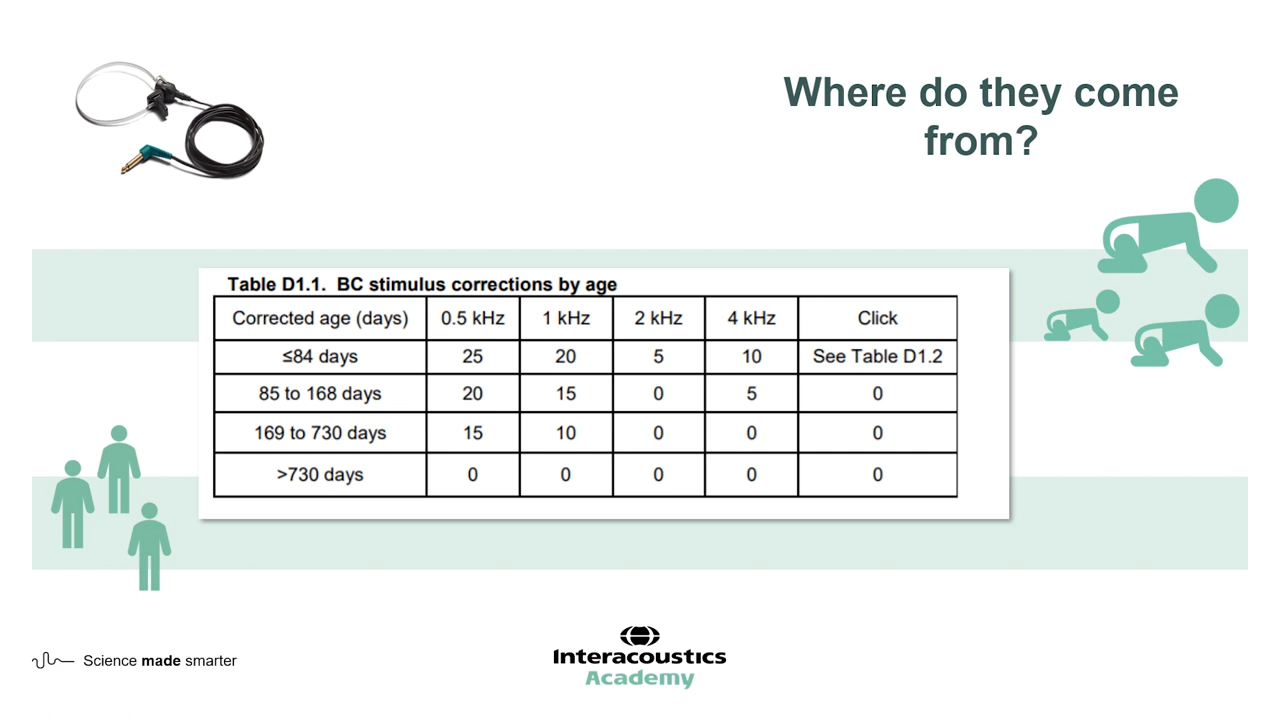 Where do they come
from?
Table D1.1. BC stimulus corrections by age
Corrected age (days) 0.5 kHz 1 kHz 2 kHz 4 kHz Click
≤84 days 25 20 5 10 See Table D1.2
85 to 168 days 20 15 0 5 0
169 to 730 days 15 10 0 0 0
>730 days 0 0 0 0 0
Science made smarter
Interacoustics
Academy